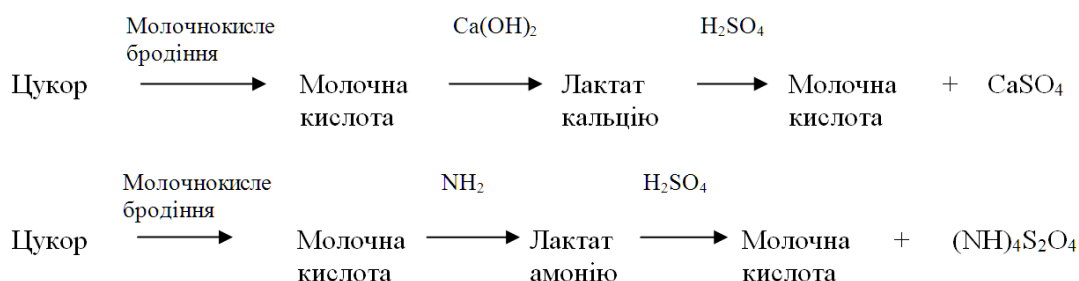 Молочнокисле Ca(OH)₂ H₂SO₄
бродіння
Цукор Молочна Лактат Молочна + CaSO₄
кислота кальцію кислота
Молочнокисле NH₂ H₂SO₄
бродіння
Цукор Молочна Лактат Молочна + (NH)₄S₂O₄
кислота амонію кислота